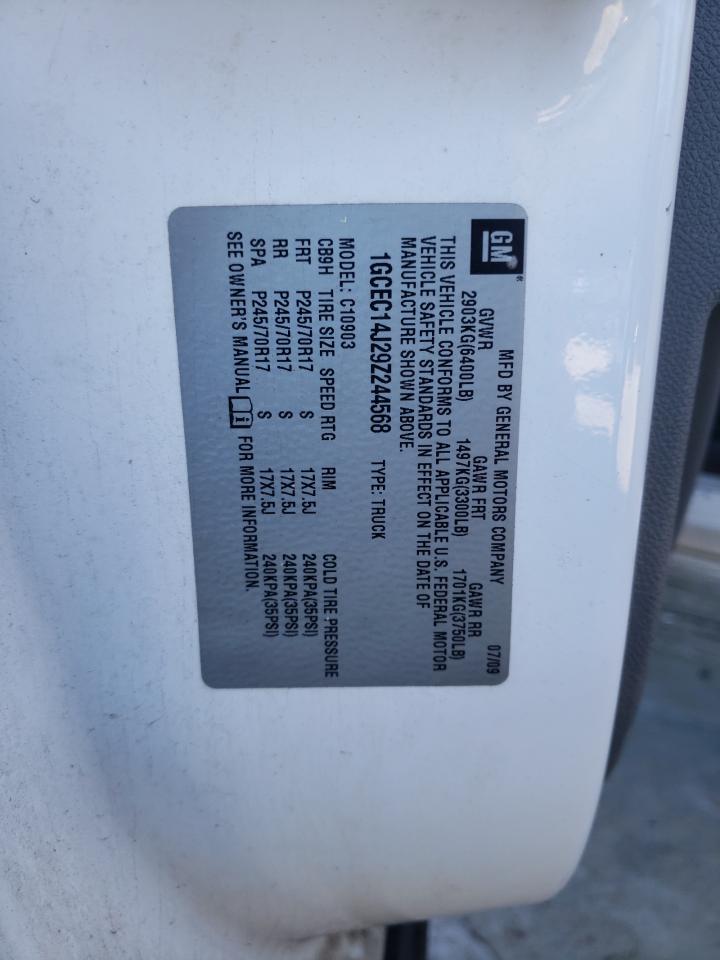 GM®
MFD BY GENERAL MOTORS COMPANY 07/09
GVWR GAWR FRT GAWR RR
2903KG(6400LB) 1497KG(3300LB) 1701KG(3750LB)
THIS VEHICLE CONFORMS TO ALL APPLICABLE U.S. FEDERAL MOTOR
VEHICLE SAFETY STANDARDS IN EFFECT ON THE DATE OF
MANUFACTURE SHOWN ABOVE.
1GCEC14J29Z244568 TYPE: TRUCK
MODEL: C10903
CB9H TIRE SIZE SPEED RTG RIM COLD TIRE PRESSURE
FRT P245/70R17 S 17X7.5J 240KPA(35PSI)
RR P245/70R17 S 17X7.5J 240KPA(35PSI)
SPA P245/70R17 S 17X7.5J 240KPA(35PSI)
SEE OWNER'S MANUAL FOR MORE INFORMATION.